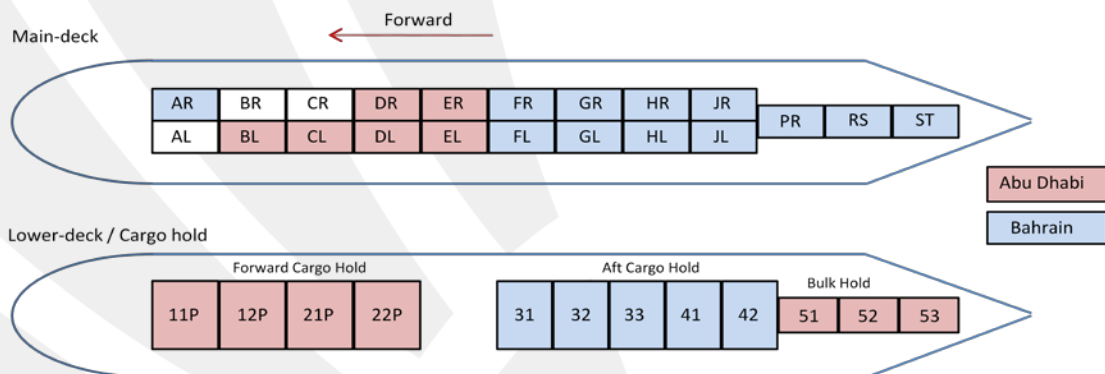 Forward
Main-deck
AR BR CR DR ER FR GR HR JR
PR RS ST
AL BL CL DL EL FL GL HL JL
Abu Dhabi
Bahrain
Lower-deck / Cargo hold
Forward Cargo Hold Aft Cargo Hold
Bulk Hold
11P 12P 21P 22P 31 32 33 41 42 51 52 53